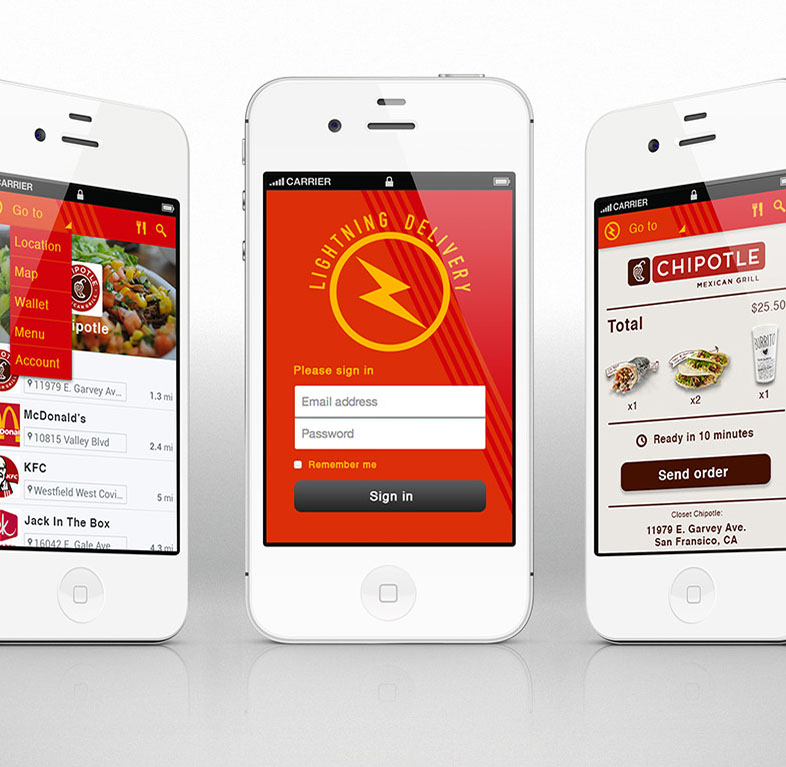 CARRIER
Go to
Location
Map
Wallet
Menu
Account
CHIPOTLE
MEXICAN GRILL
ipotle
11979 E. Garvey Av...
1.3 mi
McDonald's
10815 Valley Blvd
2.4 mi
KFC
KFC
Westfield West Covi...
5 mi
Jack In The Box
16042 E. Gale Ave
4.3 mi
CARRIER
LIGHTNING DELIVERY
Please sign in
Email address
Password
Remember me
Sign in
CARRIER
Go to
CHIPOTLE
MEXICAN GRILL
$25.50
Total
BURRITO
x1
x2
x1
Ready in 10 minutes
Send order
Closet Chipotle:
11979 E. Garvey Ave.
San Fransico, CA